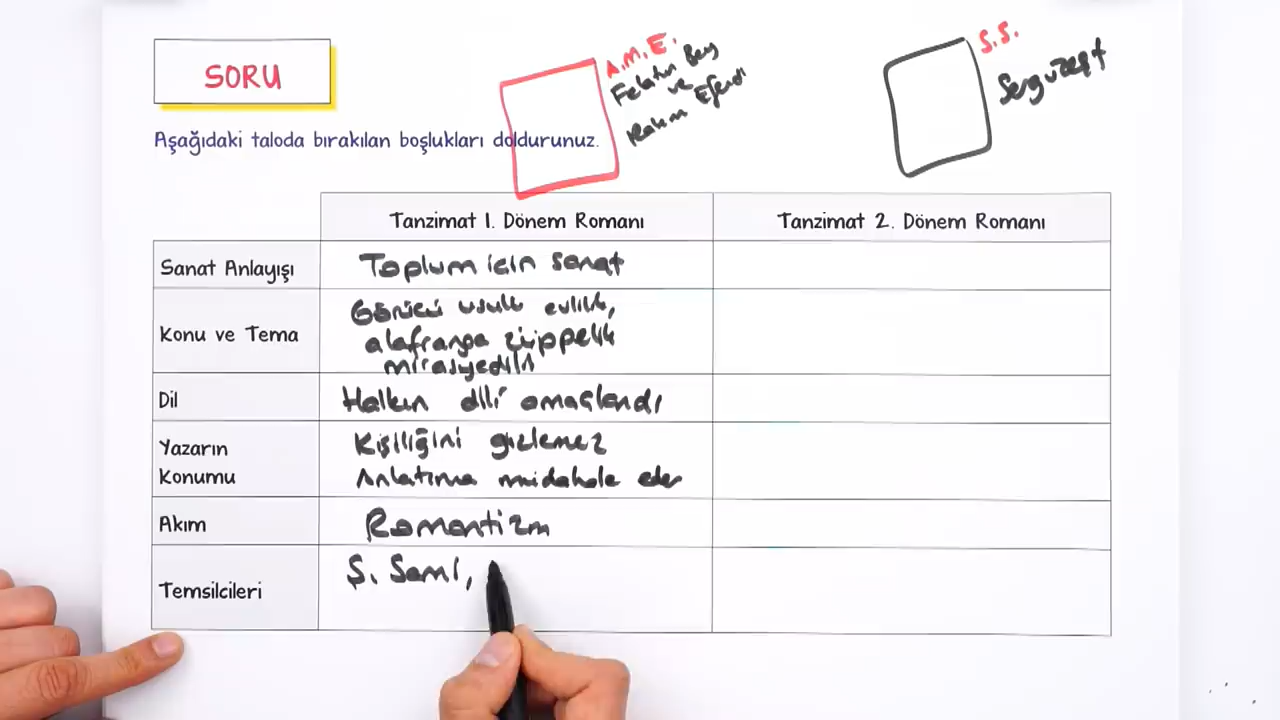 SORU
A.M.E.
Felatun Bey
ve
Rakım Efendi
S.S.
Sergüzeşt
Aşağıdaki taloda bırakılan boşlukları doldurunuz.
Tanzimat 1. Dönem Romanı
Tanzimat 2. Dönem Romanı
Sanat Anlayışı
Toplum için sanat
Konu ve Tema
Görücü usulü evlilik,
alafranga züppelik
mirasyedilik
Dil
Halkın dili amaçlandı
Yazarın
Konumu
Kişiliğini gizlemez
Anlatıma müdahale eder
Akım
Romantizm
Temsilcileri
Ş. Sami,